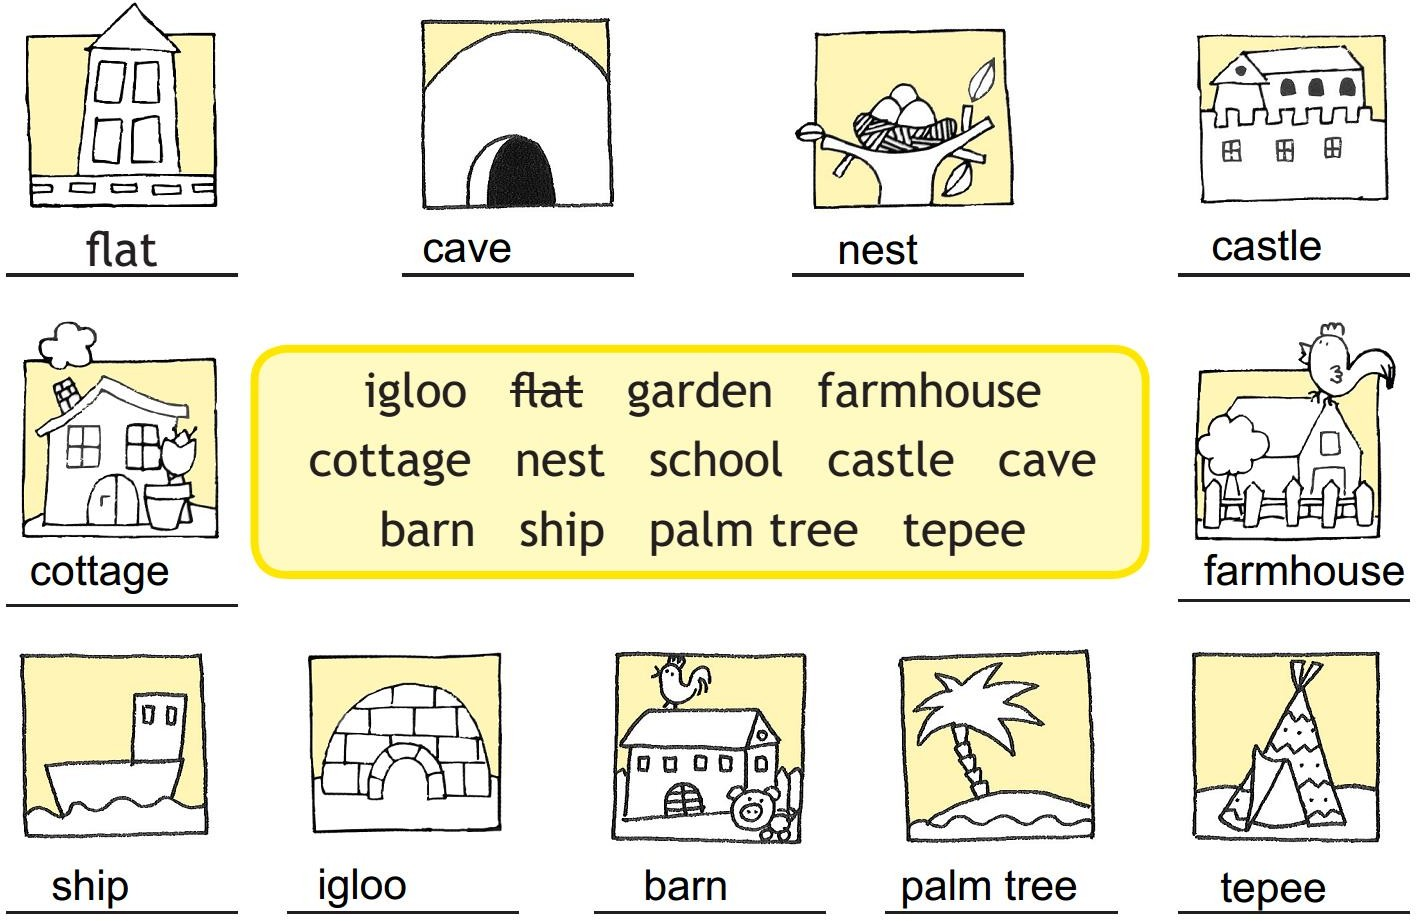 flat
cave
nest
castle
igloo flat garden farmhouse
cottage nest school castle cave
barn ship palm tree tepee
cottage
farmhouse
ship
igloo
barn
palm tree
tepee